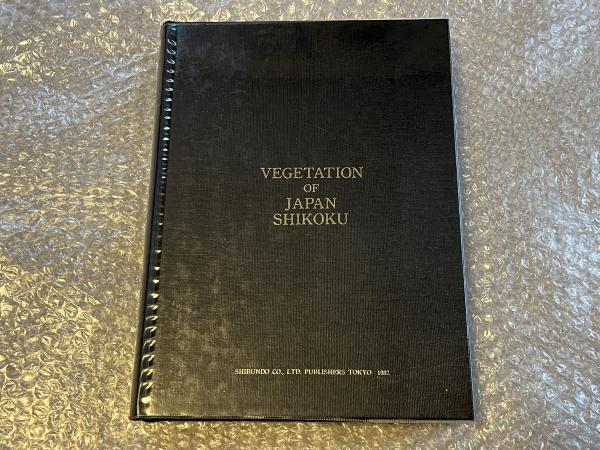 VEGETATION
OF
JAPAN
SHIKOKU
SHIBUNDO CO., LTD. PUBLISHERS TOKYO 1982